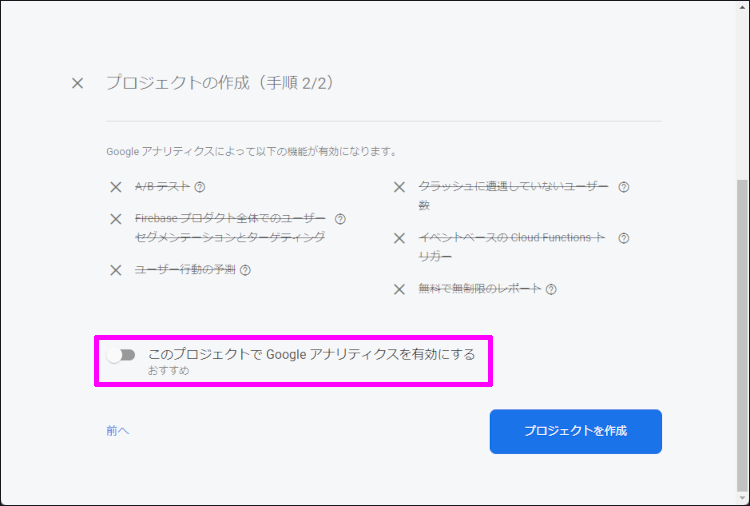 プロジェクトの作成（手順 2/2）
Google アナリティクスによって以下の機能が有効になります。
A/B テスト
Firebase プロダクト全体でのユーザー
セグメンテーションとターゲティング
ユーザー行動の予測
クラッシュに遭遇していないユーザー
数
イベントベースの Cloud Functions ト
リガー
無料で無制限のレポート
このプロジェクトで Google アナリティクスを有効にする
おすすめ
前へ
プロジェクトを作成